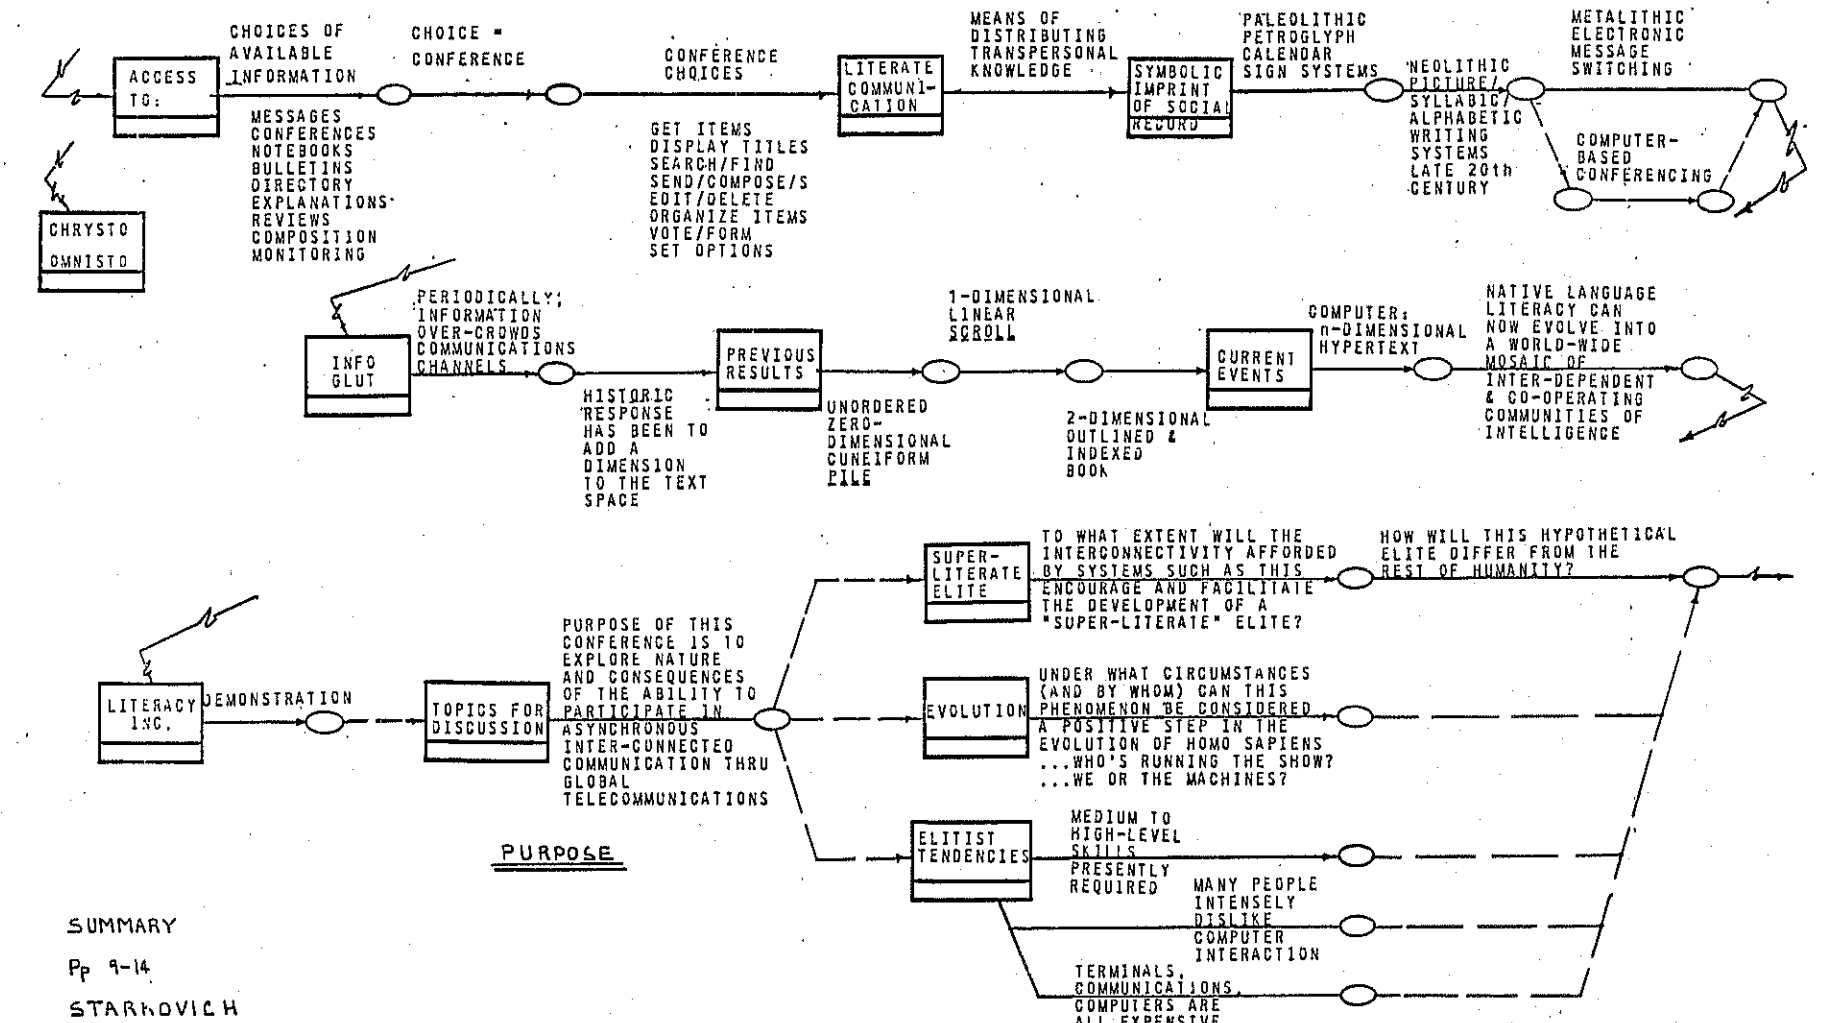 CHOICES OF
AVAILABLE
INFORMATION
ACCESS
TO:
MESSAGES
CONFERENCES
NOTEBOOKS
BULLETINS
DIRECTORY
EXPLANATIONS
REVIEWS
COMPOSITION
MONITORING
CHOICE =
CONFERENCE
CONFERENCE
CHOICES
GET ITEMS
DISPLAY TITLES
SEARCH/FIND
SEND/COMPOSE/S
EDIT/DELETE
ORGANIZE ITEMS
VOTE/FORM
SET OPTIONS
LITERATE
COMMUNI-
CATION
MEANS OF
DISTRIBUTING
TRANSPERSONAL
KNOWLEDGE
SYMBOLIC
IMPRINT
OF SOCIAL
RECORD
PALEOLITHIC
PETROGLYPH
CALENDAR
SIGN SYSTEMS
NEOLITHIC
PICTURE/
SYLLABIC/
ALPHABETIC
WRITING
SYSTEMS
LATE 20th
CENTURY
METALITHIC
ELECTRONIC
MESSAGE
SWITCHING
COMPUTER-
BASED
CONFERENCING
CHRYSTO
OMNISTO
INFO
GLUT
PERIODICALLY,
INFORMATION
OVER-CROWDS
COMMUNICATIONS
CHANNELS
HISTORIC
RESPONSE
HAS BEEN TO
ADD A
DIMENSION
TO THE TEXT
SPACE
PREVIOUS
RESULTS
UNORDERED
ZERO-
DIMENSIONAL
CUNEIFORM
PILE
1-DIMENSIONAL
LINEAR
SCROLL
2-DIMENSIONAL
OUTLINED &
INDEXED
BOOK
CURRENT
EVENTS
COMPUTER:
n-DIMENSIONAL
HYPERTEXT
NATIVE LANGUAGE
LITERACY CAN
NOW EVOLVE INTO
A WORLD-WIDE
MOSAIC OF
INTER-DEPENDENT
& CO-OPERATING
COMMUNITIES OF
INTELLIGENCE
LITERACY
INC.
DEMONSTRATION
TOPICS FOR
DISCUSSION
PURPOSE OF THIS
CONFERENCE IS TO
EXPLORE NATURE
AND CONSEQUENCES
OF THE ABILITY TO
PARTICIPATE IN
ASYNCHRONOUS
INTER-CONNECTED
COMMUNICATION THRU
GLOBAL
TELECOMMUNICATIONS
SUPER-
LITERATE
ELITE
TO WHAT EXTENT WILL THE
INTERCONNECTIVITY AFFORDED
BY SYSTEMS SUCH AS THIS
ENCOURAGE AND FACILITATE
THE DEVELOPMENT OF A
"SUPER-LITERATE" ELITE?
HOW WILL THIS HYPOTHETICAL
ELITE DIFFER FROM THE
REST OF HUMANITY?
EVOLUTION
UNDER WHAT CIRCUMSTANCES
(AND BY WHOM) CAN THIS
PHENOMENON BE CONSIDERED
A POSITIVE STEP IN THE
EVOLUTION OF HOMO SAPIENS
...WHO'S RUNNING THE SHOW?
...WE OR THE MACHINES?
ELITIST
TENDENCIES
MEDIUM TO
HIGH-LEVEL
SKILLS
PRESENTLY
REQUIRED
MANY PEOPLE
INTENSELY
DISLIKE
COMPUTER
INTERACTION
TERMINALS,
COMMUNICATIONS,
COMPUTERS ARE
ALL EXPENSIVE
PURPOSE
SUMMARY
Pp 9-14
STARKOVICH